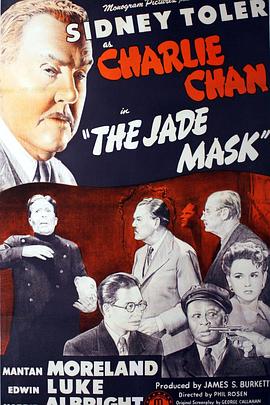 Monogram Pictures
SIDNEY TOLER
as
CHARLIE
CHAN
in
"THE JADE
MASK"
MANTAN
MORELAND
EDWIN
LUKE
ALBRIGHT
Produced by JAMES S. BURKETT
Directed by PHIL ROSEN
Original Screenplay by GEORGE CALLAHAN